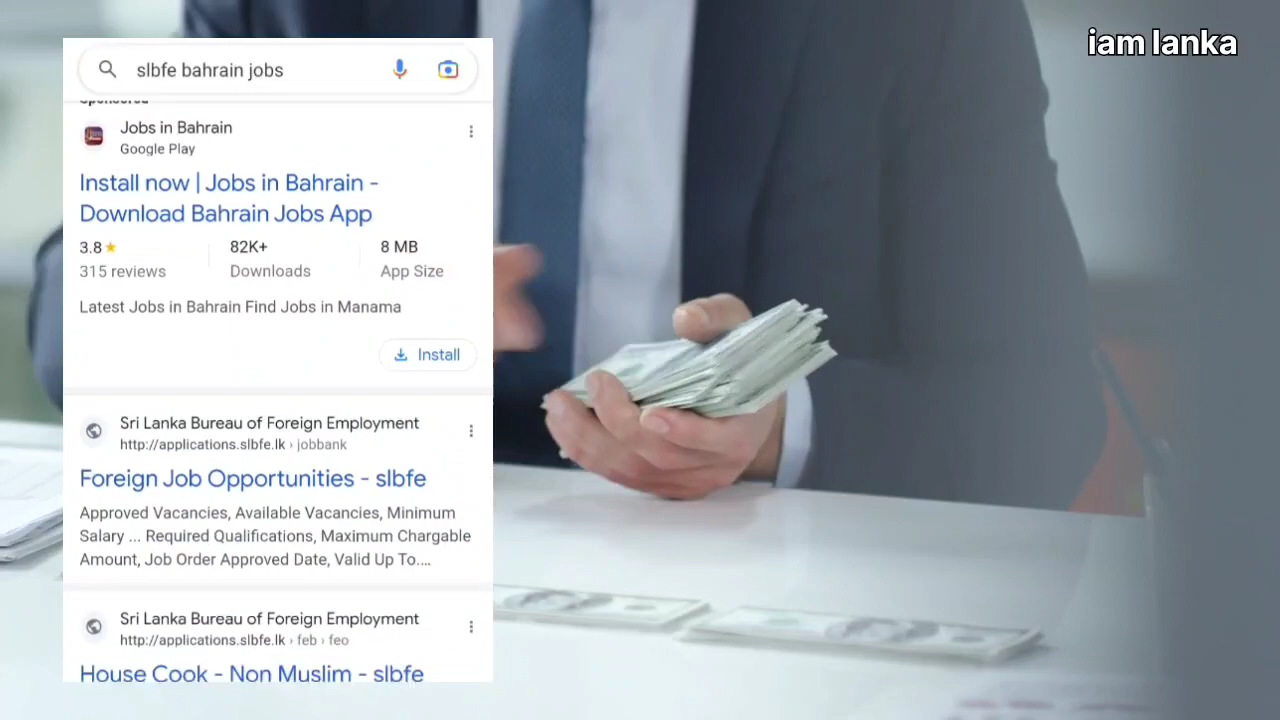 iam lanka
slbfe bahrain jobs
Sponsored
Jobs in Bahrain
Google Play
Install now | Jobs in Bahrain -
Download Bahrain Jobs App
3.8★ 82K+ 8 MB
315 reviews Downloads App Size
Latest Jobs in Bahrain Find Jobs in Manama
Install
Sri Lanka Bureau of Foreign Employment
http://applications.slbfe.lk › jobbank
Foreign Job Opportunities - slbfe
Approved Vacancies, Available Vacancies, Minimum
Salary ... Required Qualifications, Maximum Chargable
Amount, Job Order Approved Date, Valid Up To....
Sri Lanka Bureau of Foreign Employment
http://applications.slbfe.lk › feb › feo
House Cook - Non Muslim - slbfe